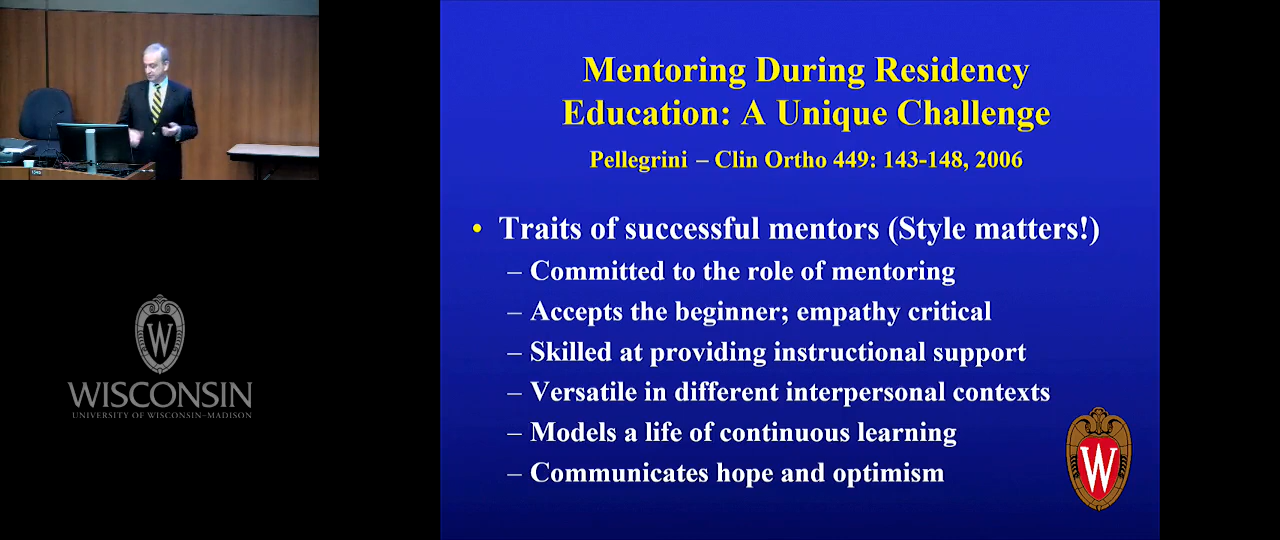 Mentoring During Residency
Education: A Unique Challenge
Pellegrini – Clin Ortho 449: 143-148, 2006
• Traits of successful mentors (Style matters!)
– Committed to the role of mentoring
– Accepts the beginner; empathy critical
– Skilled at providing instructional support
– Versatile in different interpersonal contexts
– Models a life of continuous learning
– Communicates hope and optimism
W
W
WISCONSIN
UNIVERSITY OF WISCONSIN–MADISON